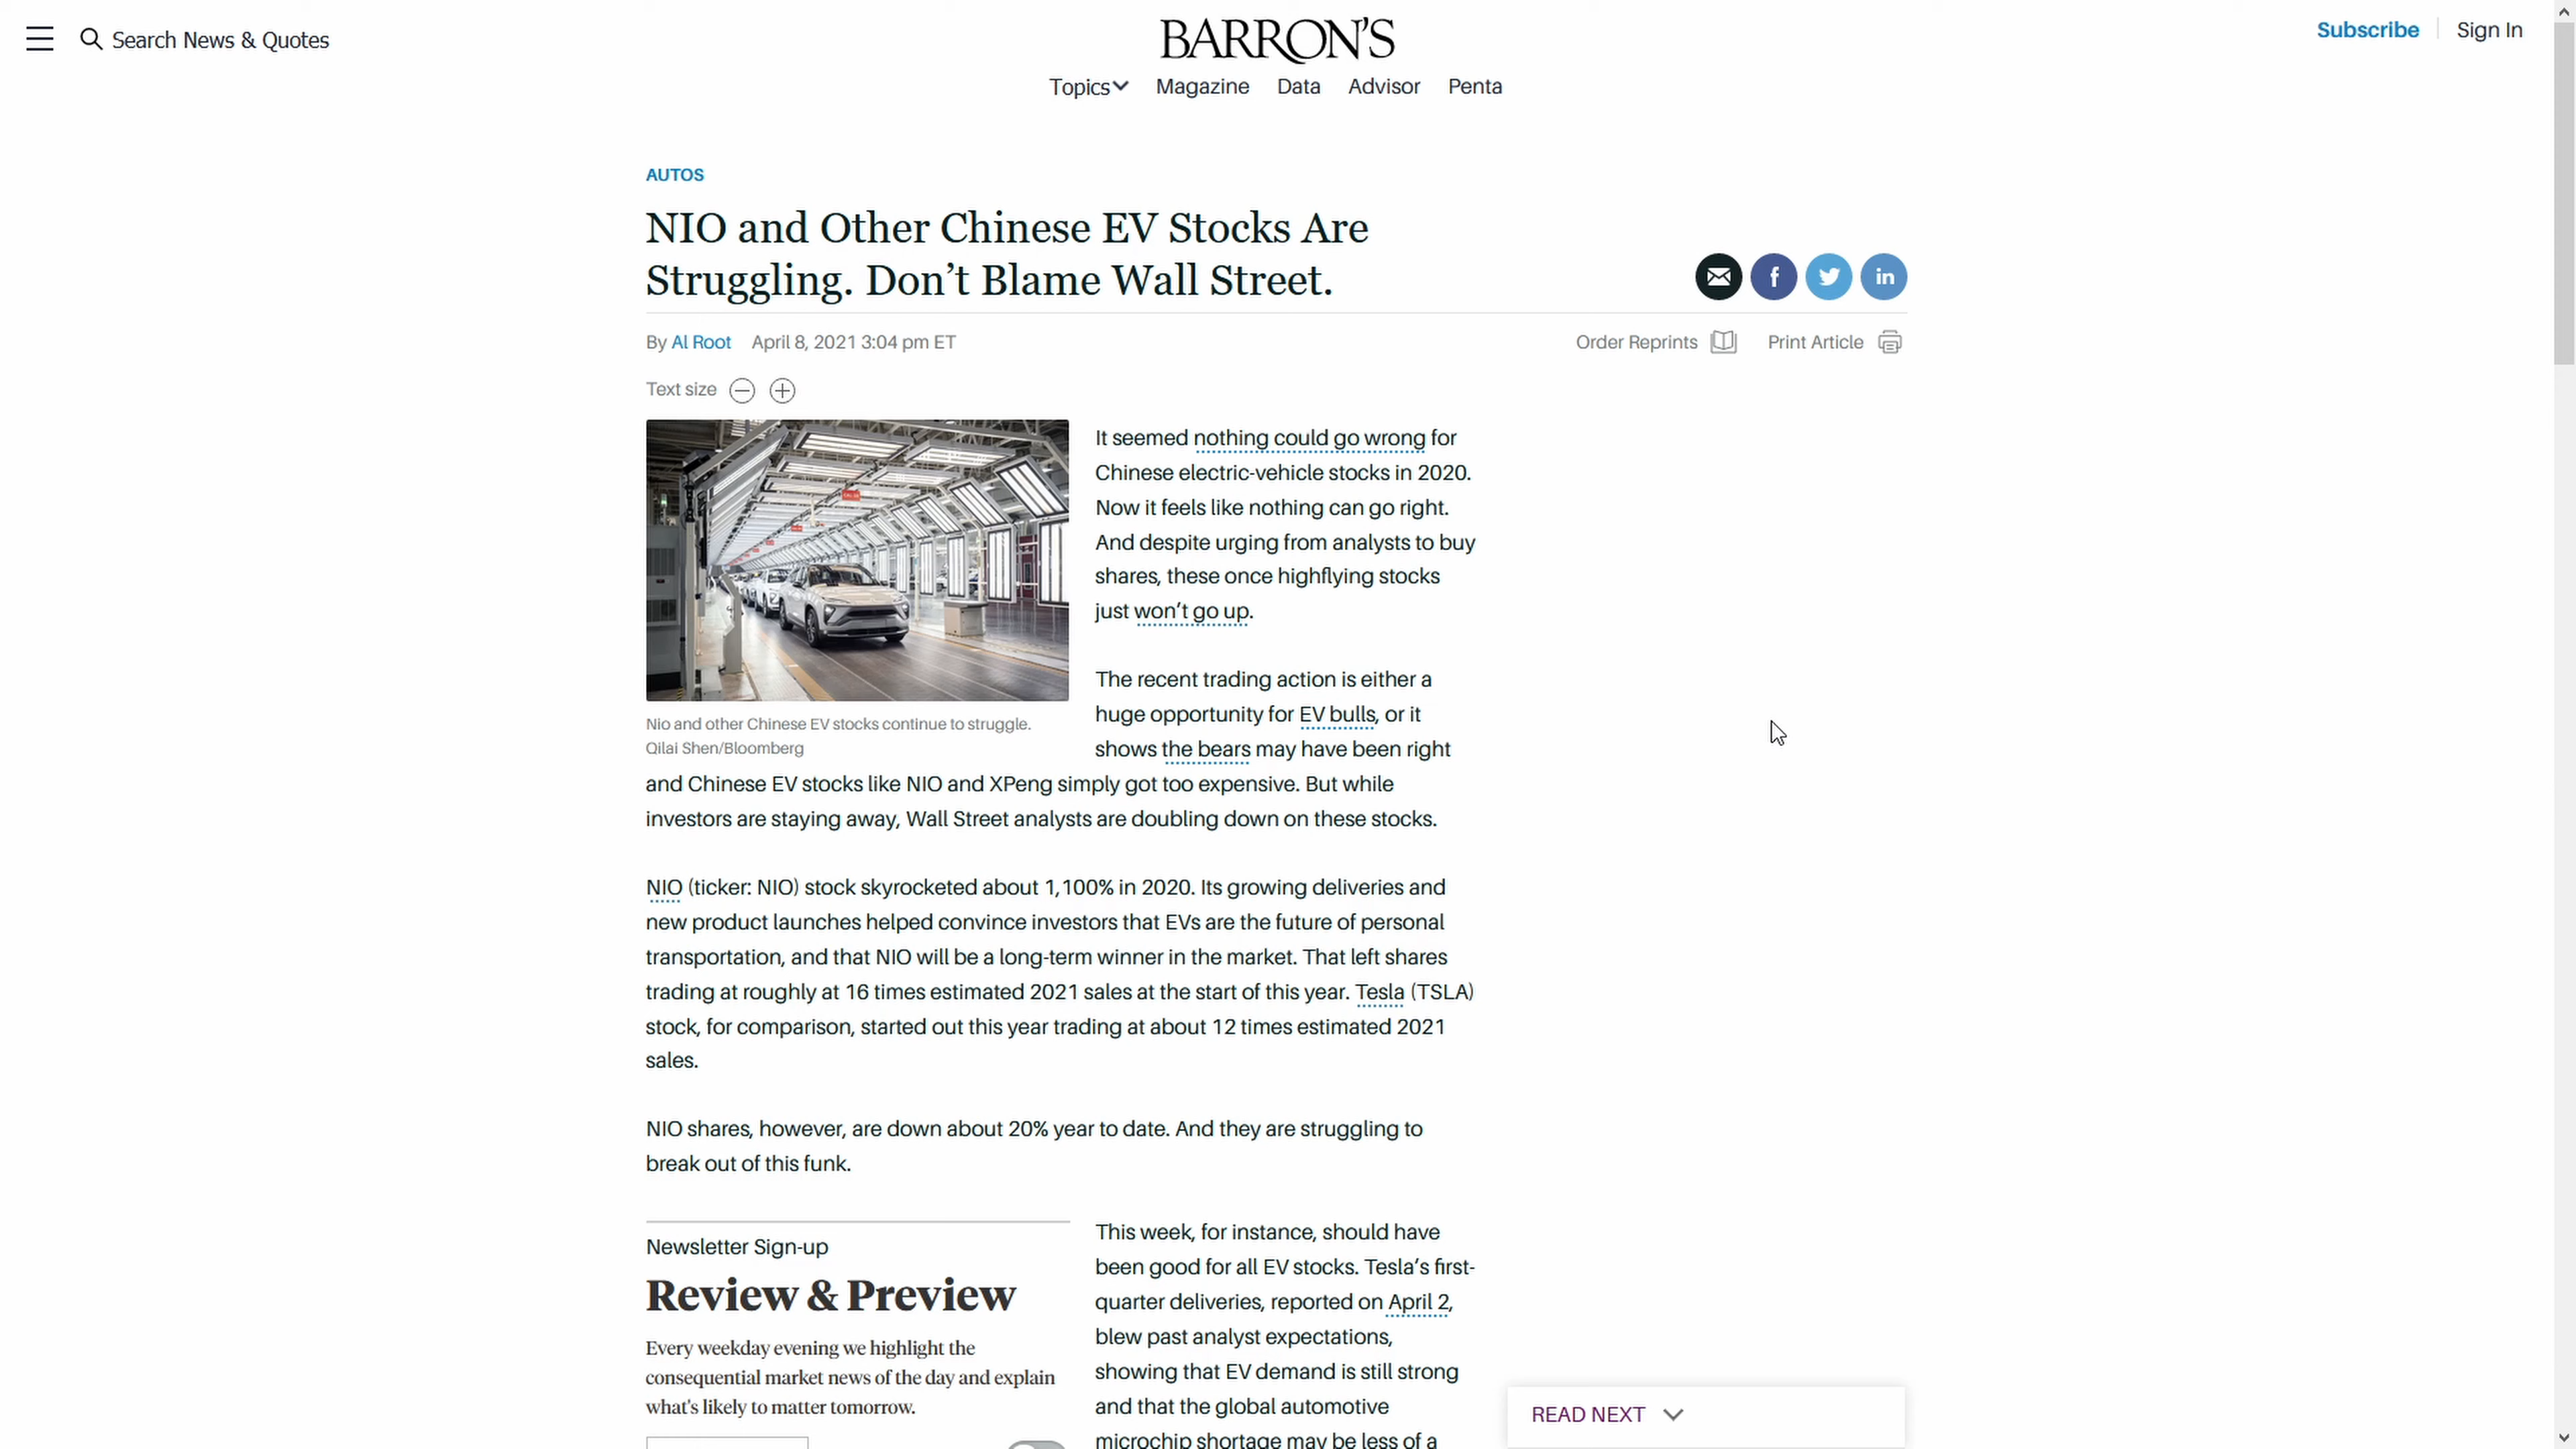 Search News & Quotes
BARRON'S
Subscribe
Sign In
Topics
Magazine
Data
Advisor
Penta
AUTOS
NIO and Other Chinese EV Stocks Are
Struggling. Don’t Blame Wall Street.
By Al Root April 8, 2021 3:04 pm ET
Order Reprints
Print Article
Text size
Nio and other Chinese EV stocks continue to struggle.
Qilai Shen/Bloomberg
It seemed nothing could go wrong for
Chinese electric-vehicle stocks in 2020.
Now it feels like nothing can go right.
And despite urging from analysts to buy
shares, these once highflying stocks
just won’t go up.
The recent trading action is either a
huge opportunity for EV bulls, or it
shows the bears may have been right
and Chinese EV stocks like NIO and XPeng simply got too expensive. But while
investors are staying away, Wall Street analysts are doubling down on these stocks.
NIO (ticker: NIO) stock skyrocketed about 1,100% in 2020. Its growing deliveries and
new product launches helped convince investors that EVs are the future of personal
transportation, and that NIO will be a long-term winner in the market. That left shares
trading at roughly at 16 times estimated 2021 sales at the start of this year. Tesla (TSLA)
stock, for comparison, started out this year trading at about 12 times estimated 2021
sales.
NIO shares, however, are down about 20% year to date. And they are struggling to
break out of this funk.
Newsletter Sign-up
Review & Preview
Every weekday evening we highlight the
consequential market news of the day and explain
what's likely to matter tomorrow.
This week, for instance, should have
been good for all EV stocks. Tesla’s first-
quarter deliveries, reported on April 2,
blew past analyst expectations,
showing that EV demand is still strong
and that the global automotive
microchip shortage may be less of a
READ NEXT